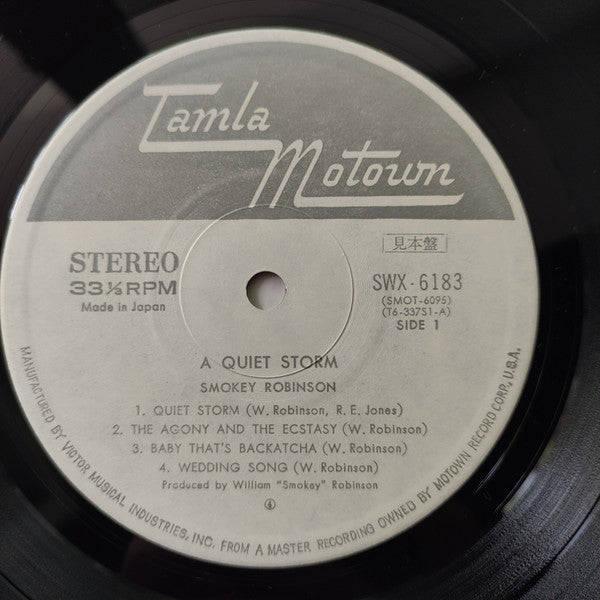 Tamla
Motown
STEREO
33⅓RPM
Made in Japan
見本盤
SWX-6183
(SMOT-6095)
(T6-337S1-A)
SIDE 1
A QUIET STORM
SMOKEY ROBINSON
1. QUIET STORM (W. Robinson, R. E. Jones)
2. THE AGONY AND THE ECSTASY (W. Robinson)
3. BABY THAT'S BACKATCHA (W. Robinson)
4. WEDDING SONG (W. Robinson)
Produced by William "Smokey" Robinson
MANUFACTURED BY VICTOR MUSICAL INDUSTRIES, INC. FROM A MASTER RECORDING OWNED BY MOTOWN RECORD CORP., U.S.A.